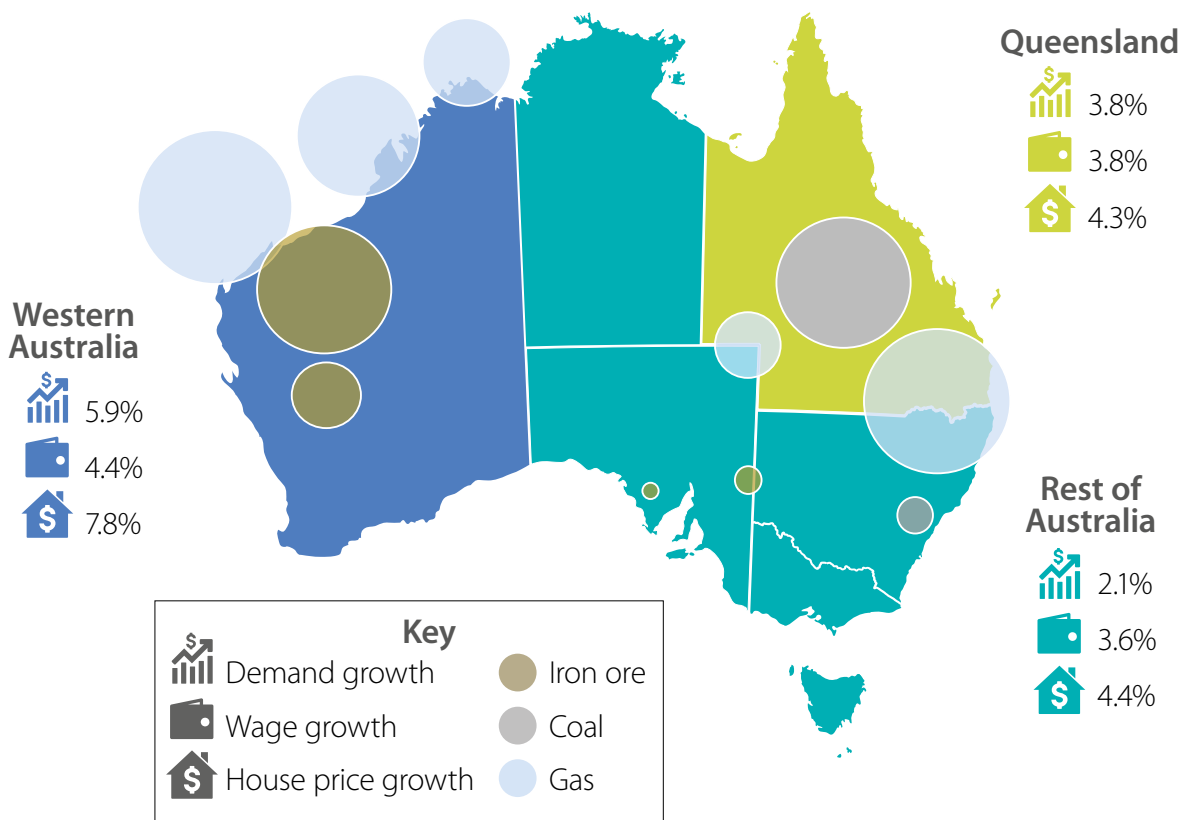 Queensland
$ 3.8%
3.8%
$ 4.3%
Western
Australia
$ 5.9%
4.4%
$ 7.8%
Rest of
Australia
$ 2.1%
3.6%
$ 4.4%
Key
$ Demand growth
Wage growth
$ House price growth
Iron ore
Coal
Gas